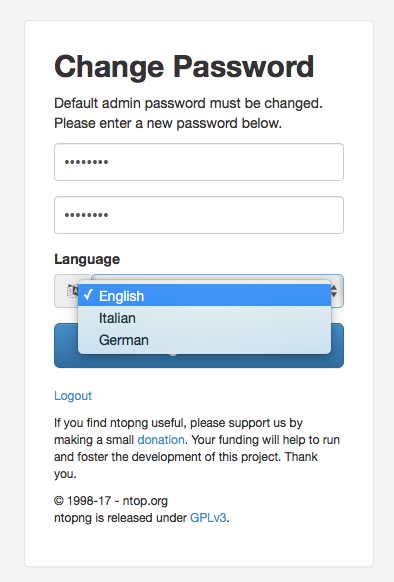 Change Password
Default admin password must be changed.
Please enter a new password below.
••••••••
••••••••
Language
✓ English
Italian
German
Logout
If you find ntopng useful, please support us by
making a small donation. Your funding will help to run
and foster the development of this project. Thank
you.
© 1998-17 - ntop.org
ntopng is released under GPLv3.